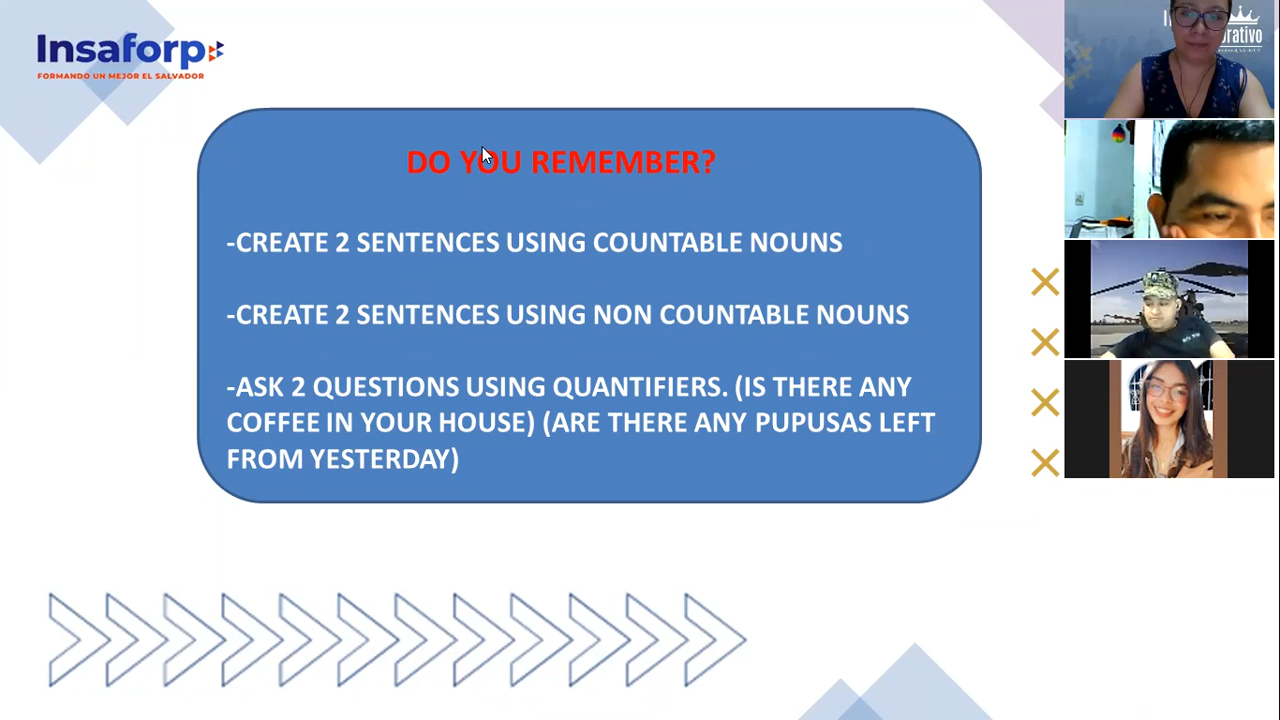 Insaforp
FORMANDO UN MEJOR EL SALVADOR
DO YOU REMEMBER?
-CREATE 2 SENTENCES USING COUNTABLE NOUNS
-CREATE 2 SENTENCES USING NON COUNTABLE NOUNS
-ASK 2 QUESTIONS USING QUANTIFIERS. (IS THERE ANY
COFFEE IN YOUR HOUSE) (ARE THERE ANY PUPUSAS LEFT
FROM YESTERDAY)